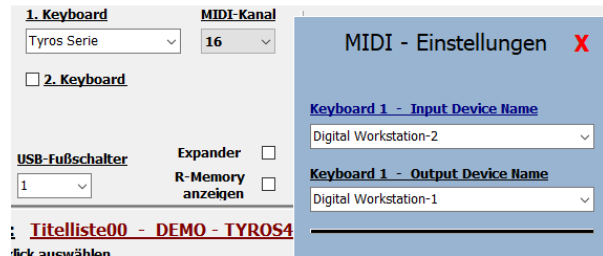 1. Keyboard MIDI-Kanal
Tyros Serie 16
2. Keyboard
USB-Fußschalter Expander
1 R-Memory
anzeigen
: Titelliste00 - DEMO - TYROS4
auswählen
MIDI - Einstellungen X
Keyboard 1 - Input Device Name
Digital Workstation-2
Keyboard 1 - Output Device Name
Digital Workstation-1